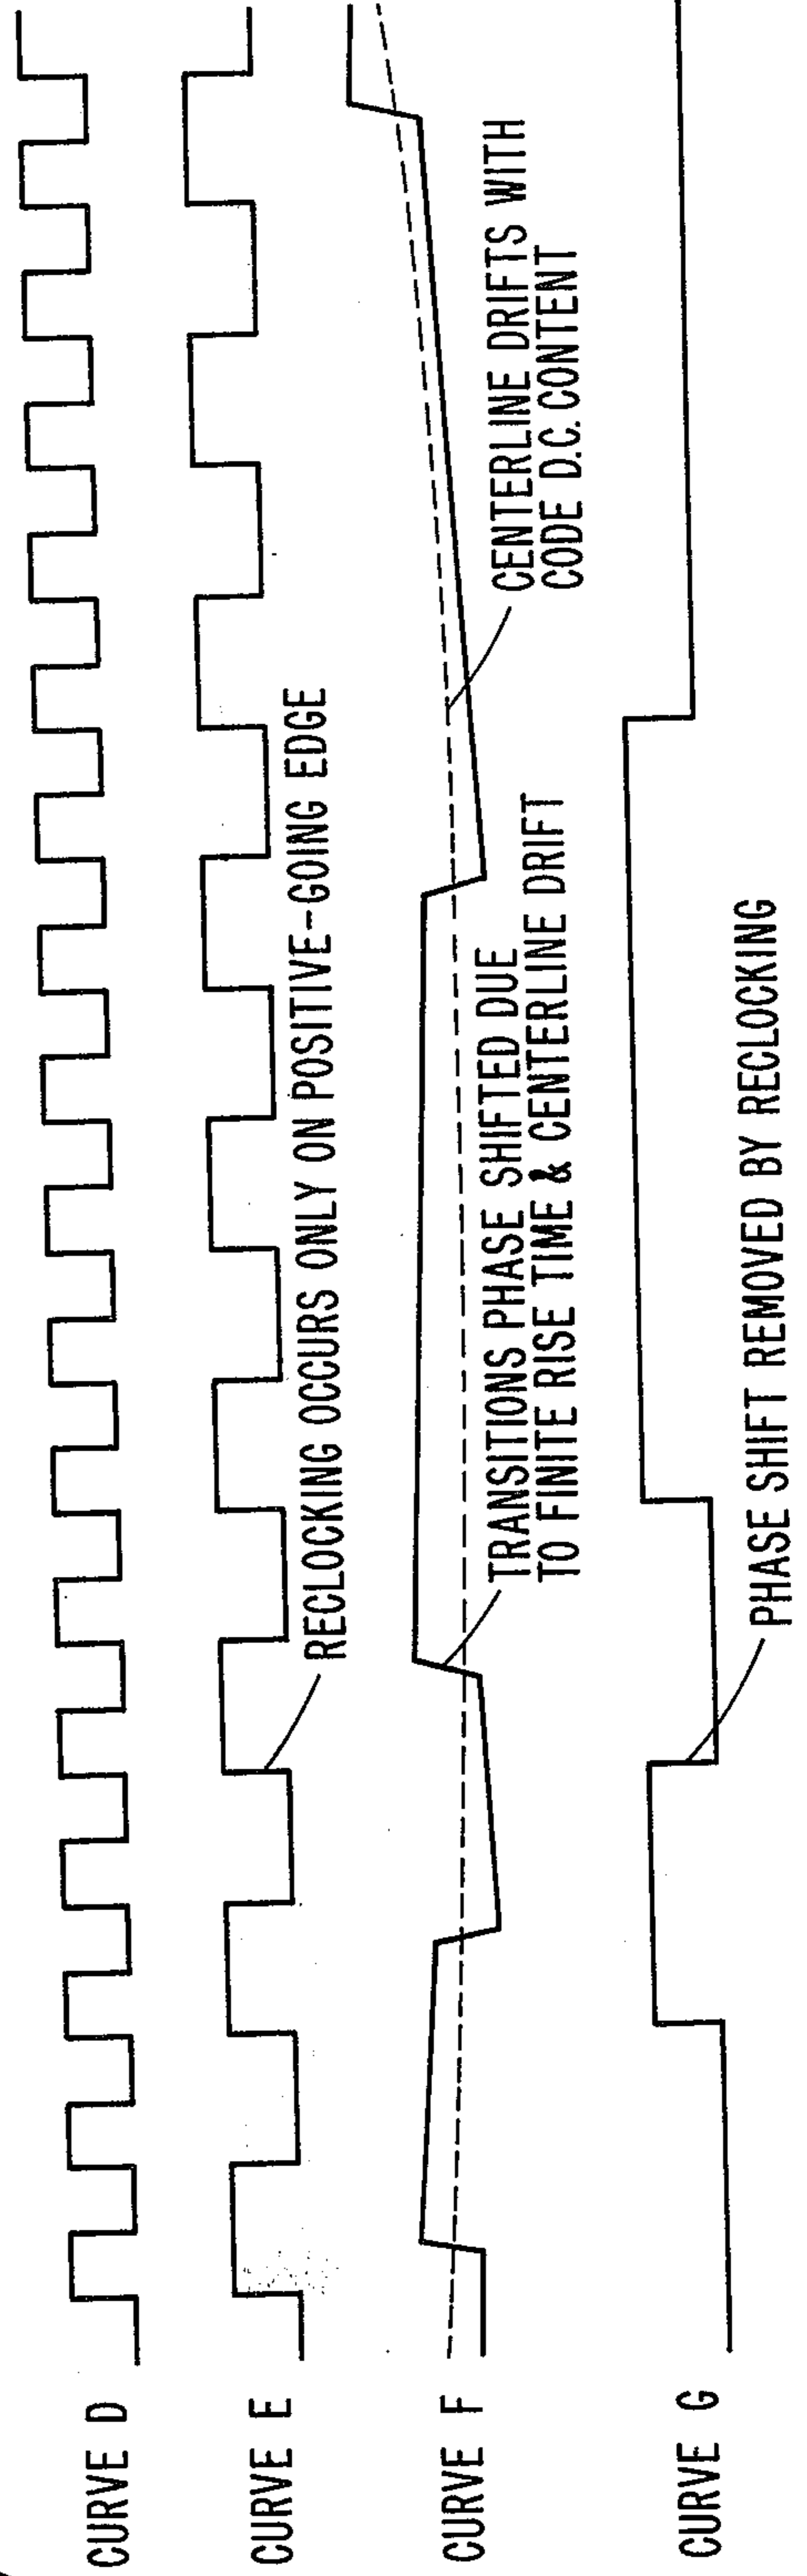 CURVE D
CURVE E
RECLOCKING OCCURS ONLY ON POSITIVE-GOING EDGE
CURVE F
TRANSITIONS PHASE SHIFTED DUE
TO FINITE RISE TIME & CENTERLINE DRIFT
CENTERLINE DRIFTS WITH
CODE D.C. CONTENT
CURVE G
PHASE SHIFT REMOVED BY RECLOCKING